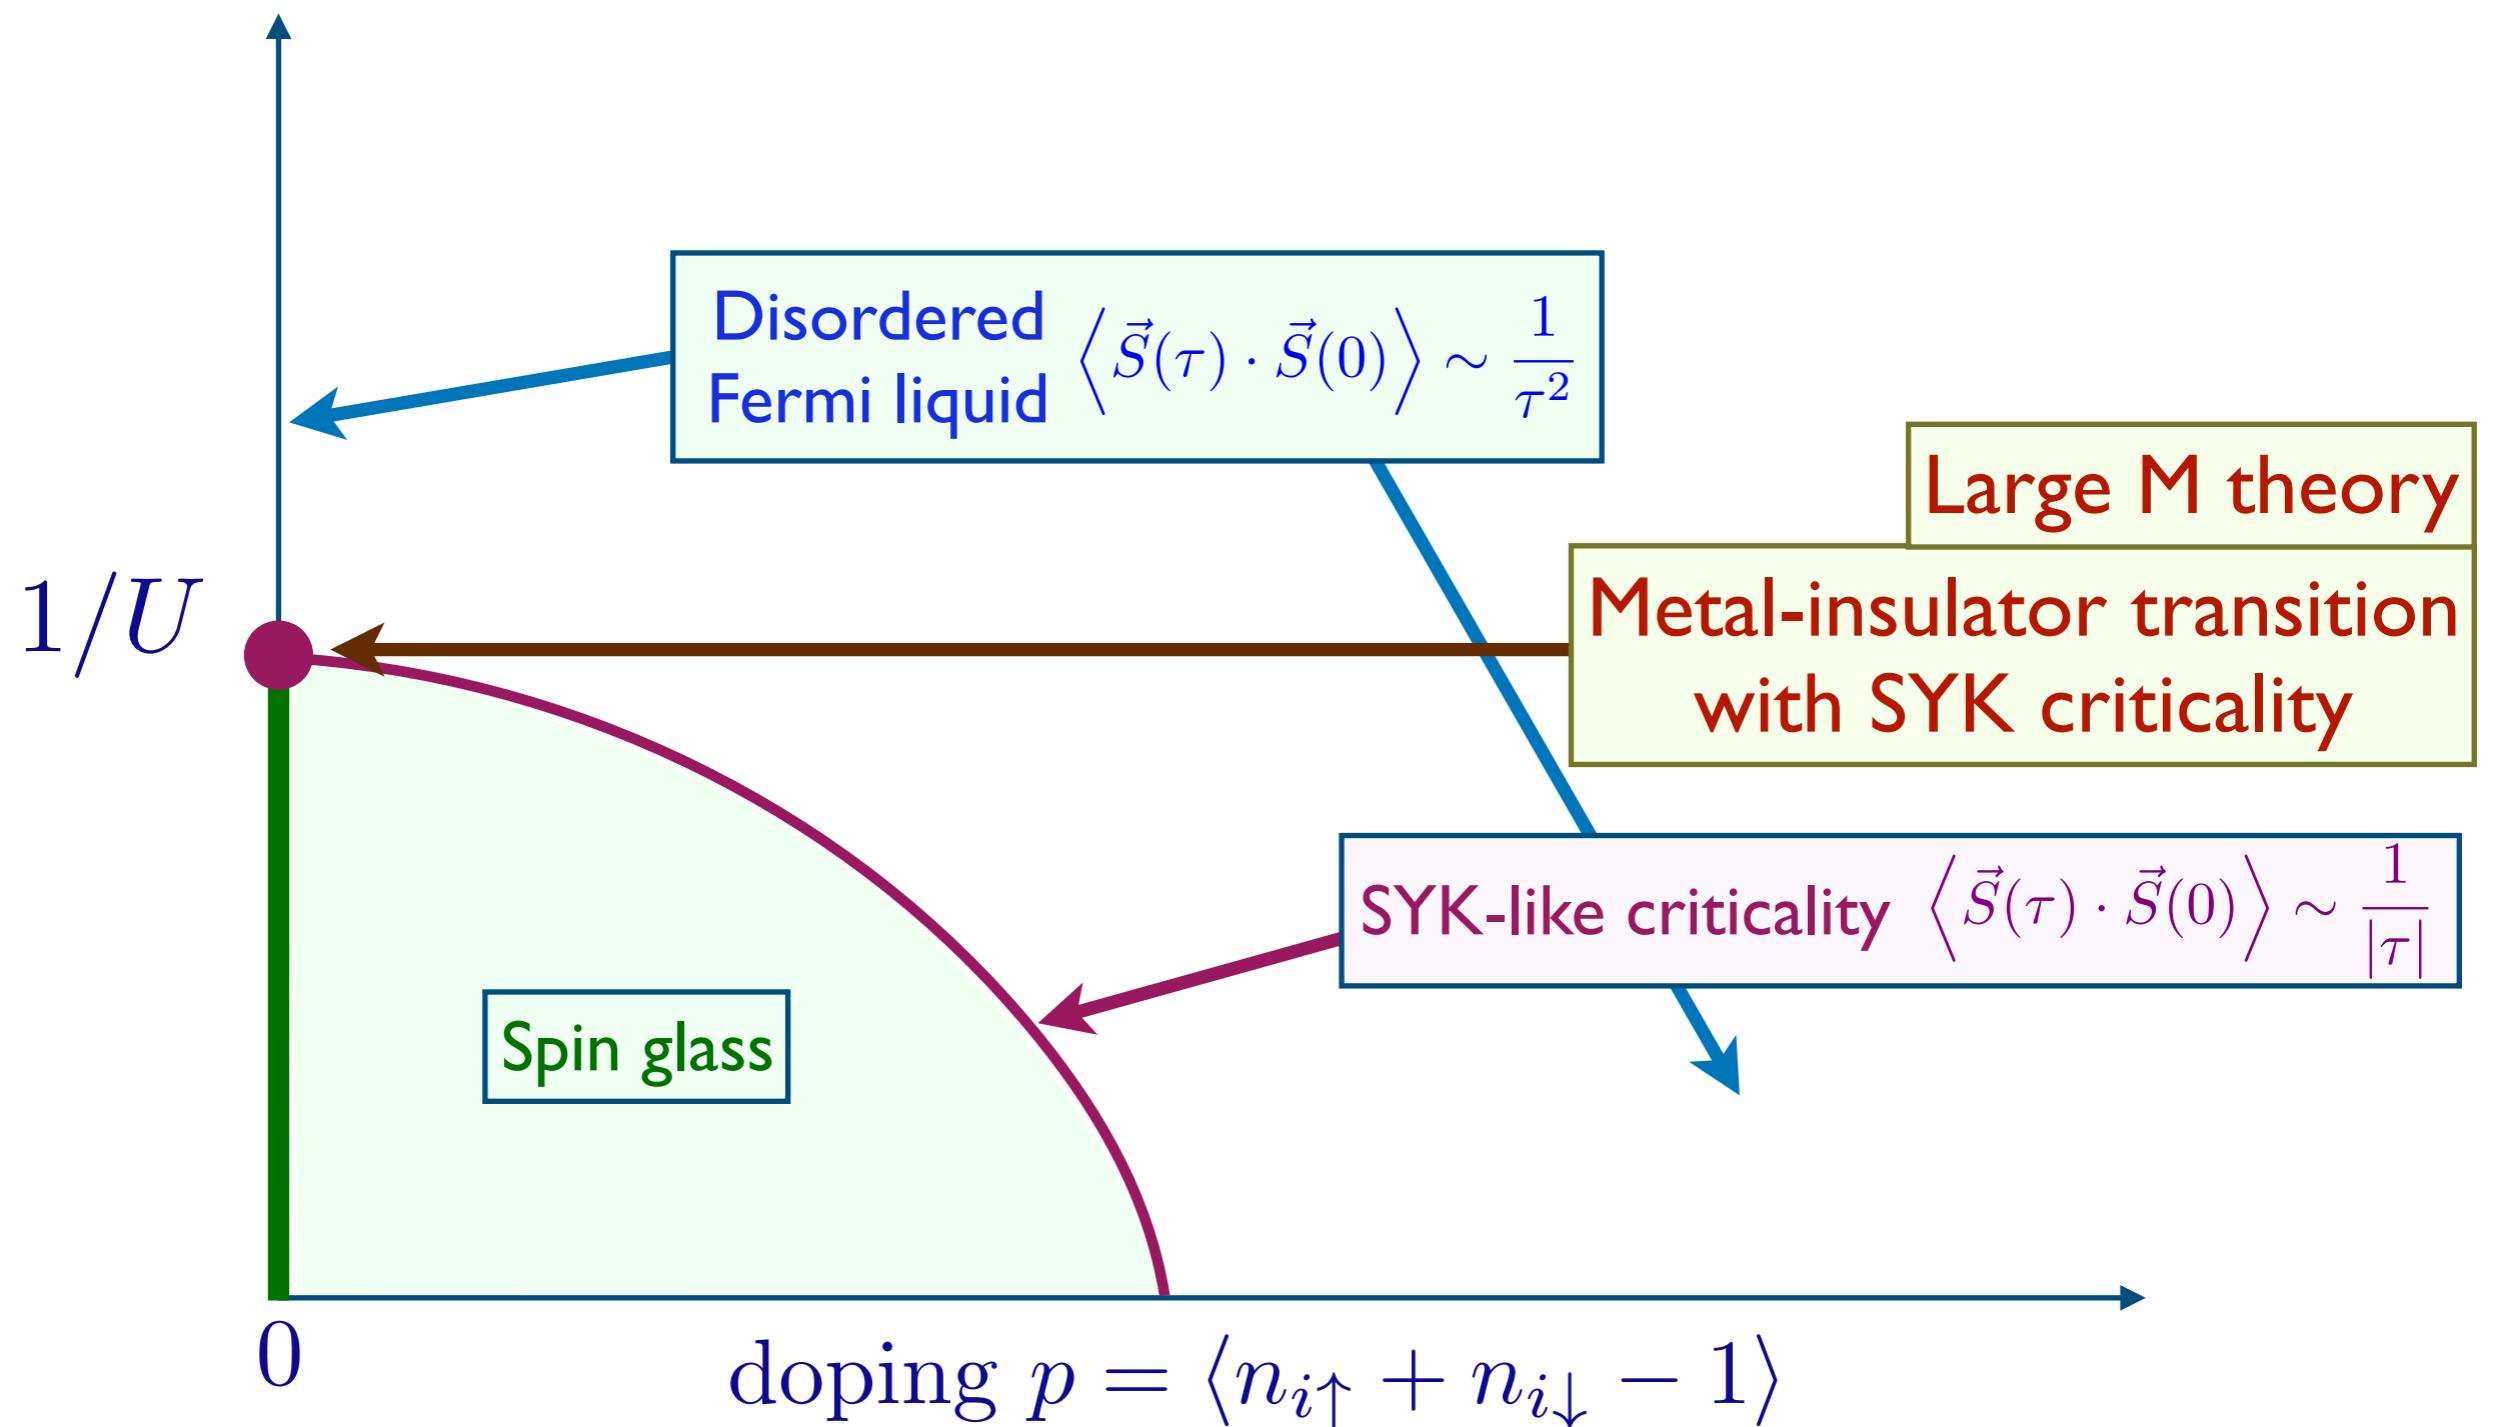 Disordered
Fermi liquid
⟨S⃗(τ) · S⃗(0)⟩ ∼ 1/τ²
Large M theory
Metal-insulator transition
with SYK criticality
1/U
SYK-like criticality ⟨S⃗(τ) · S⃗(0)⟩ ∼ 1/|τ|
Spin glass
0
doping p = ⟨n_{i↑} + n_{i↓} − 1⟩